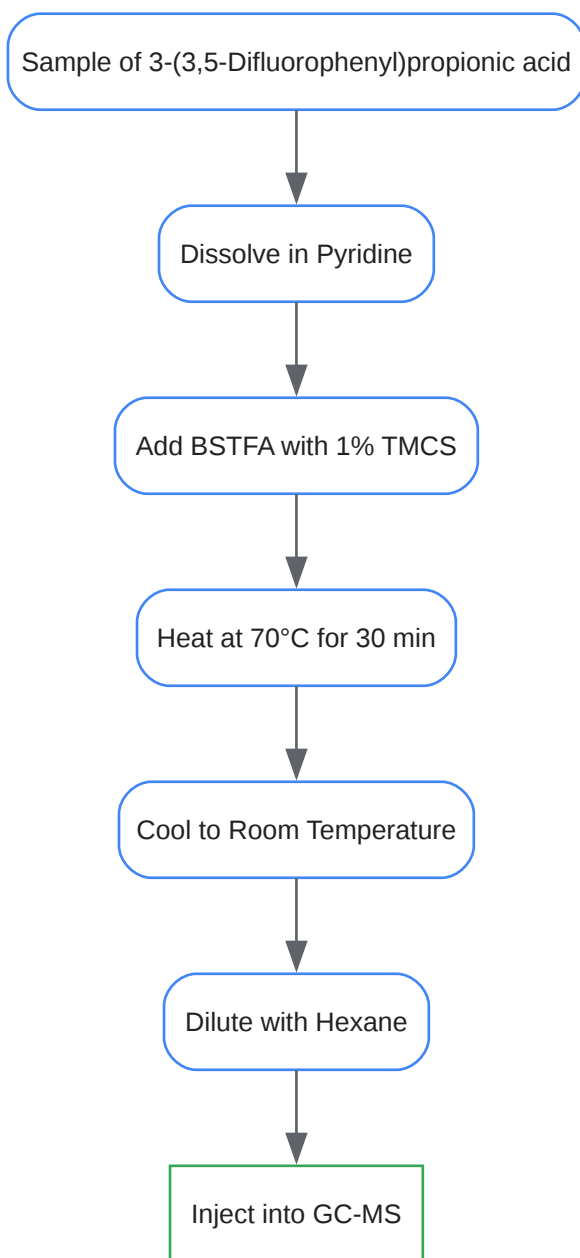 Sample of 3-(3,5-Difluorophenyl)propionic acid
Dissolve in Pyridine
Add BSTFA with 1% TMCS
Heat at 70°C for 30 min
Cool to Room Temperature
Dilute with Hexane
Inject into GC-MS